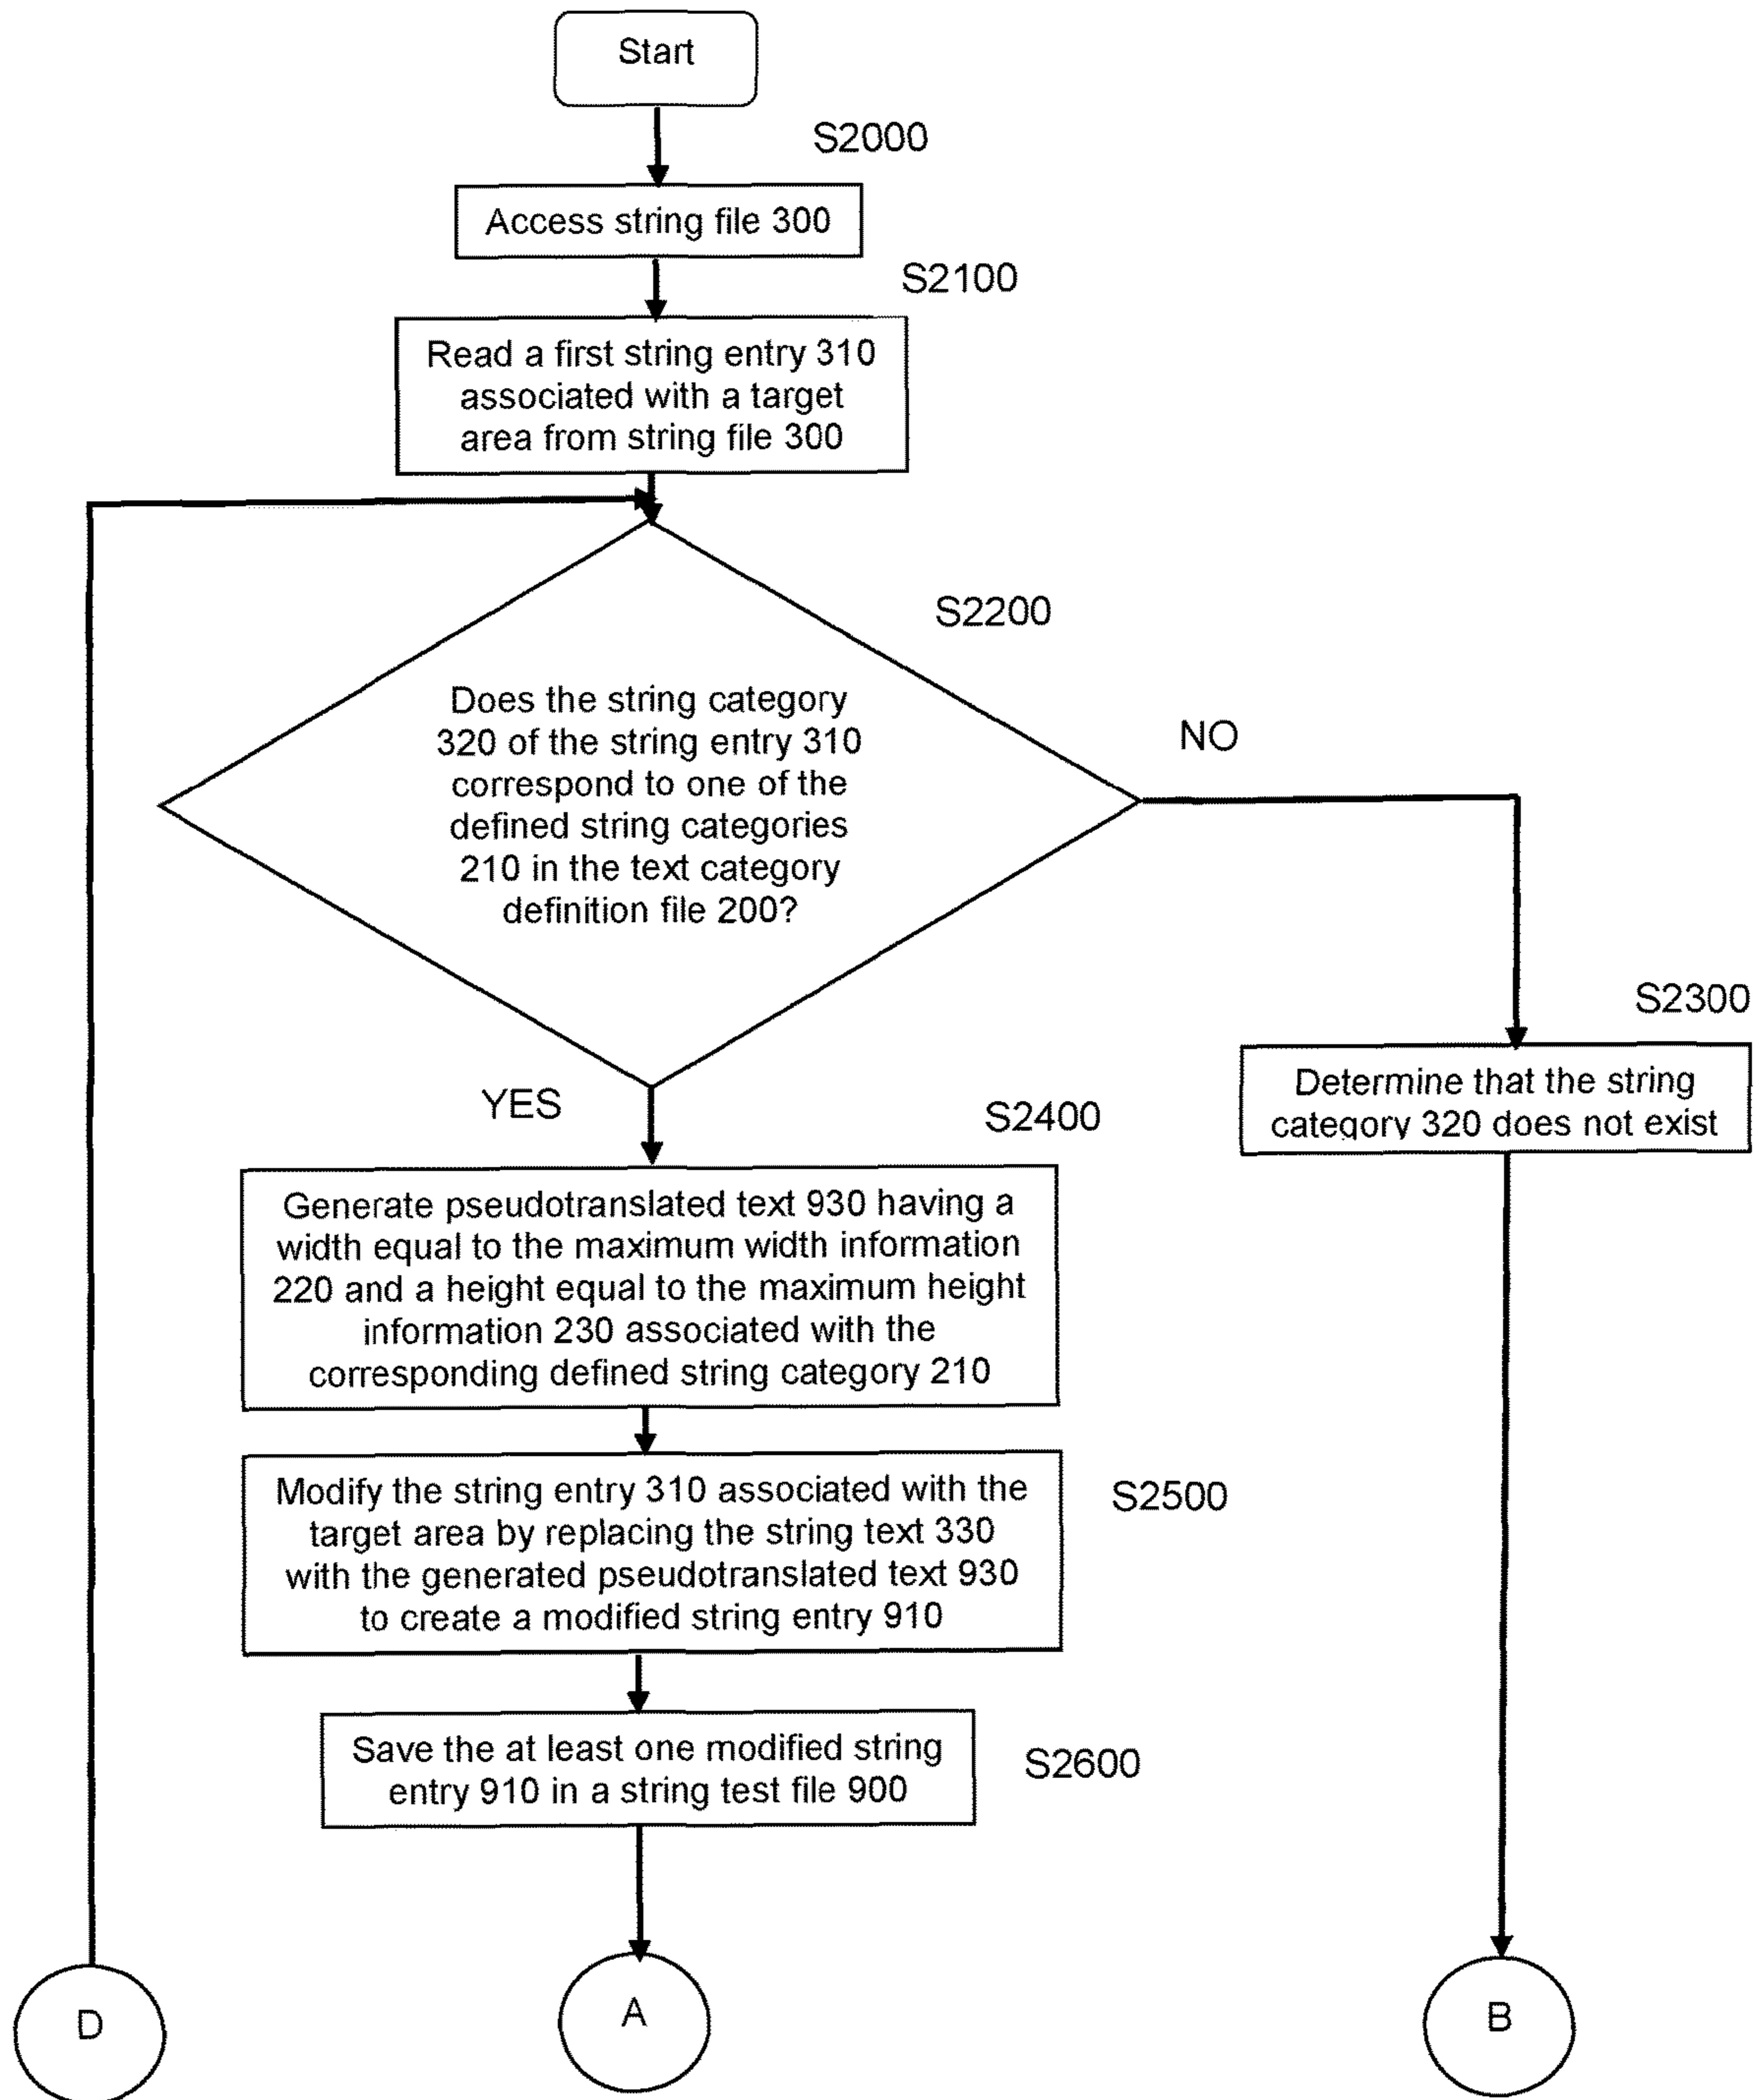 Start
S2000
Access string file 300
S2100
Read a first string entry 310
associated with a target
area from string file 300
S2200
Does the string category
320 of the string entry 310
correspond to one of the
defined string categories
210 in the text category
definition file 200?
NO
S2300
Determine that the string
category 320 does not exist
YES
S2400
Generate pseudotranslated text 930 having a
width equal to the maximum width information
220 and a height equal to the maximum height
information 230 associated with the
corresponding defined string category 210
Modify the string entry 310 associated with the
target area by replacing the string text 330
with the generated pseudotranslated text 930
to create a modified string entry 910
S2500
Save the at least one modified string
entry 910 in a string test file 900
S2600
D
A
B